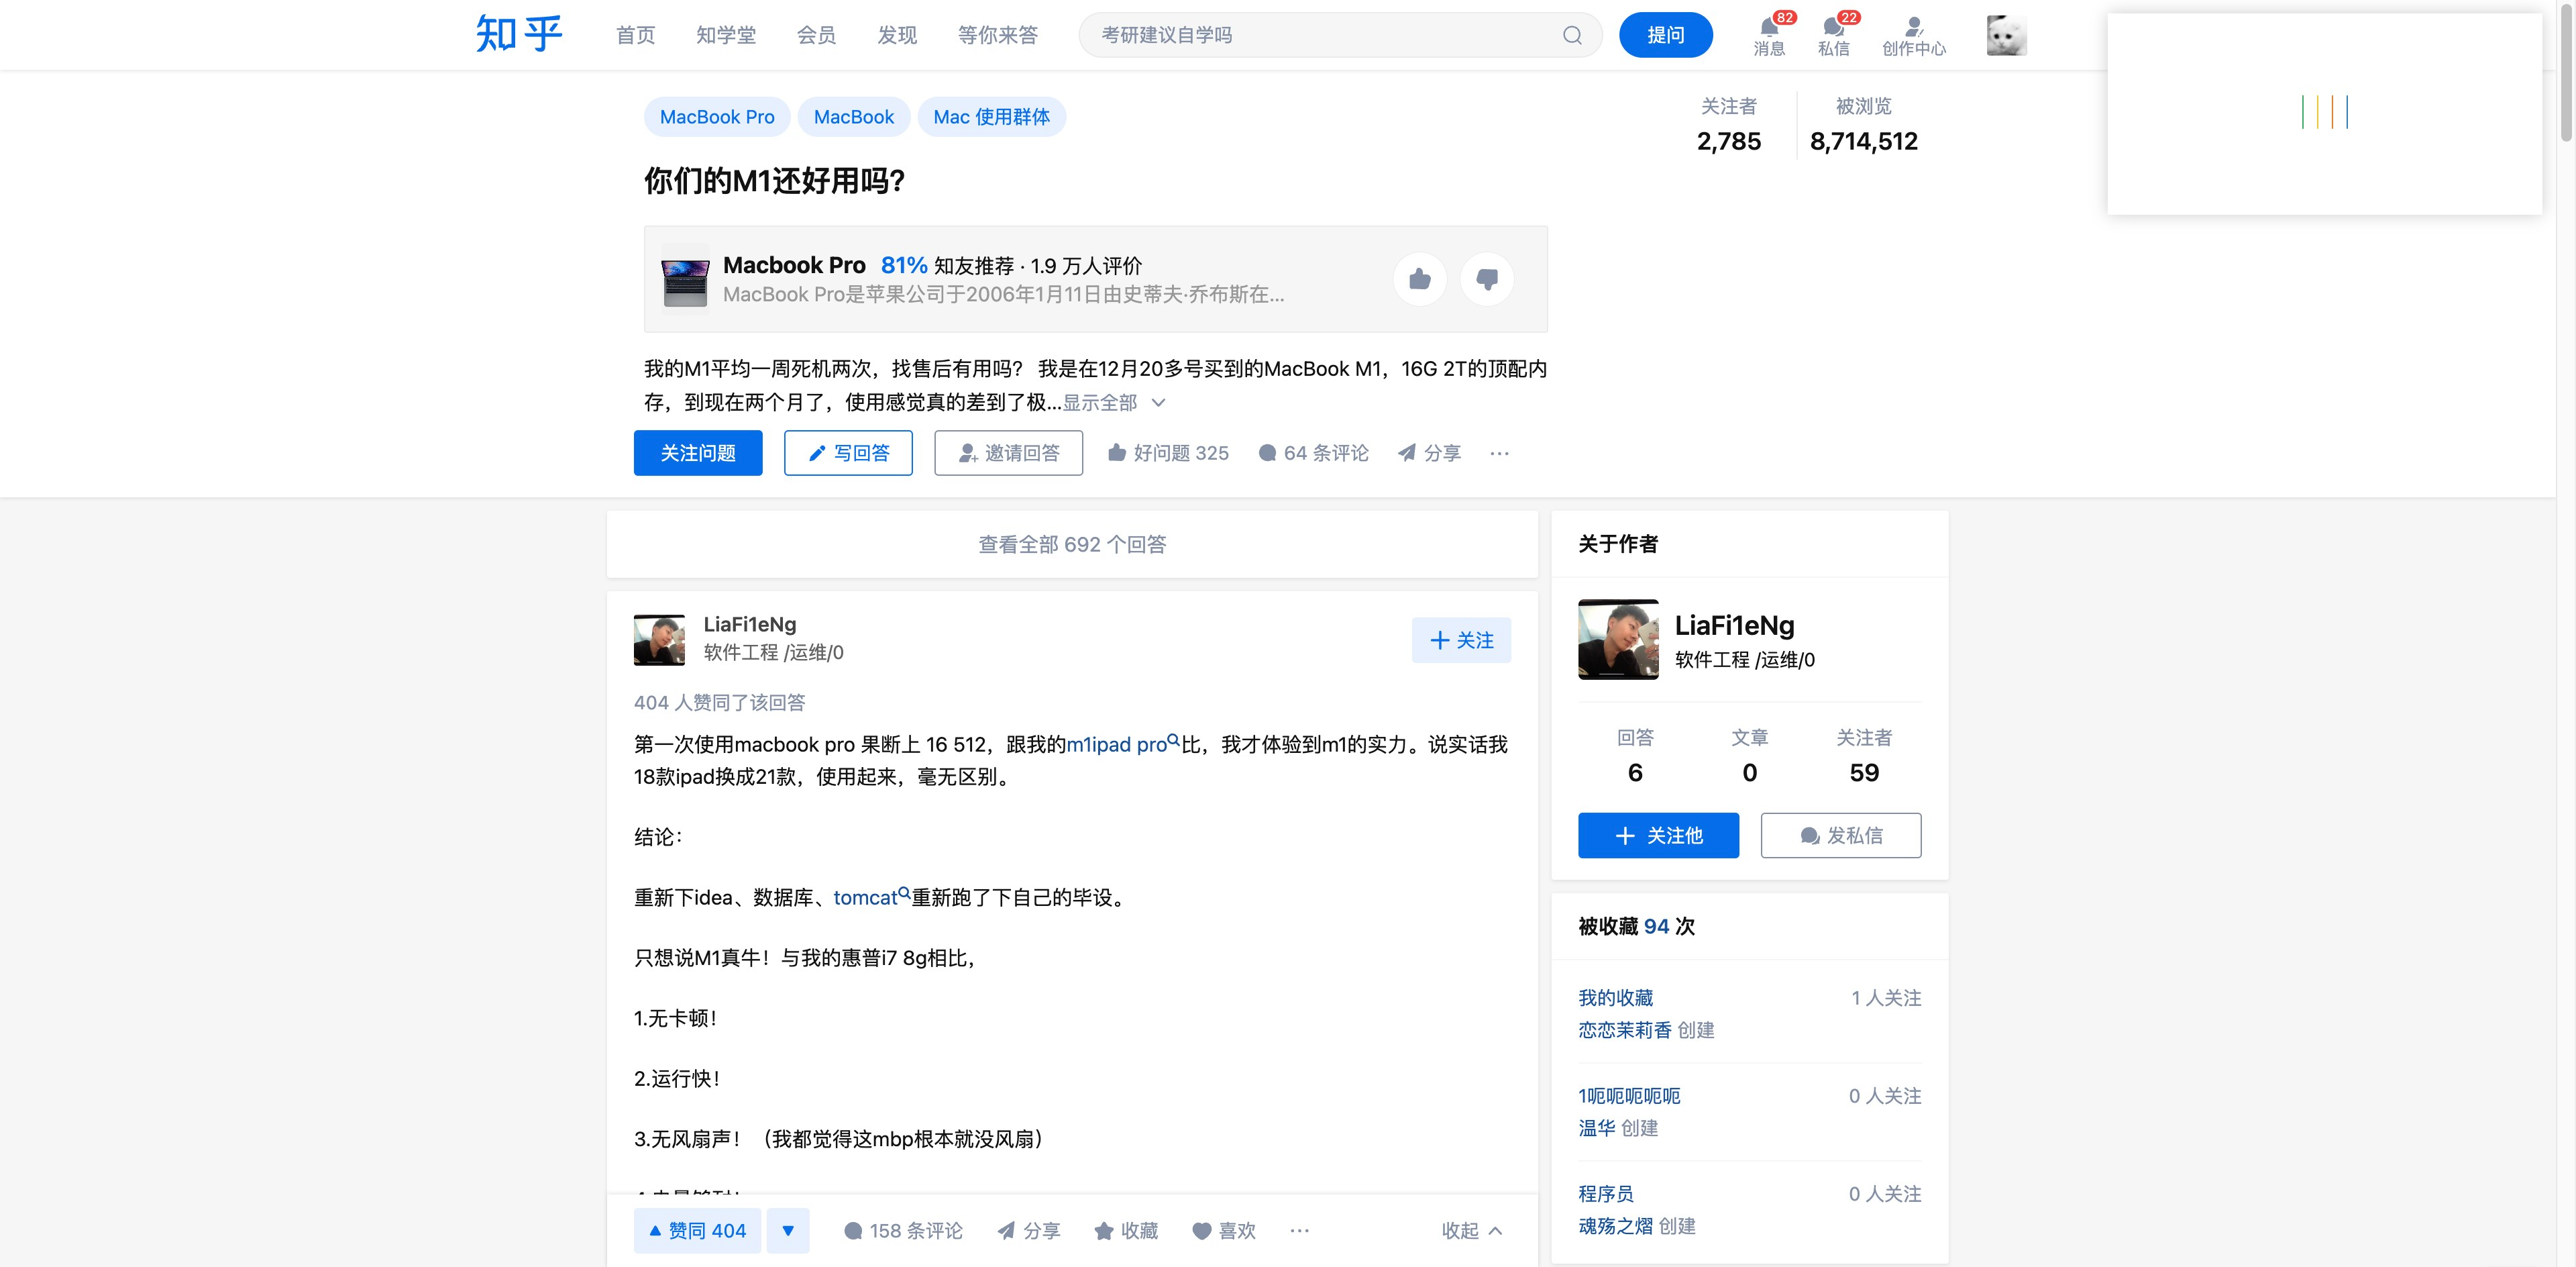 知乎
首页 知学堂 会员 发现 等你来答
考研建议自学吗
提问
82
消息
22
私信
创作中心
MacBook Pro MacBook Mac 使用群体
关注者
2,785
被浏览
8,714,512
你们的M1还好用吗?
Macbook Pro 81% 知友推荐 · 1.9 万人评价
MacBook Pro是苹果公司于2006年1月11日由史蒂夫·乔布斯在...
我的M1平均一周死机两次，找售后有用吗？ 我是在12月20多号买到的MacBook M1，16G 2T的顶配内
存，到现在两个月了，使用感觉真的差到了极...显示全部
关注问题 写回答 邀请回答 好问题 325 64 条评论 分享 ···
查看全部 692 个回答
LiaFi1eNg
软件工程 /运维/0
关注
404 人赞同了该回答
第一次使用macbook pro 果断上 16 512，跟我的m1ipad pro比，我才体验到m1的实力。说实话我
18款ipad换成21款，使用起来，毫无区别。
结论：
重新下idea、数据库、tomcat重新跑了下自己的毕设。
只想说M1真牛！与我的惠普i7 8g相比，
1.无卡顿！
2.运行快！
3.无风扇声！（我都觉得这mbp根本就没风扇）
赞同 404 158 条评论 分享 收藏 喜欢 ··· 收起
关于作者
LiaFi1eNg
软件工程 /运维/0
回答 文章 关注者
6 0 59
关注他 发私信
被收藏 94 次
我的收藏 1 人关注
恋恋茉莉香 创建
1呃呃呃呃呃 0 人关注
温华 创建
程序员 0 人关注
魂殇之熠 创建